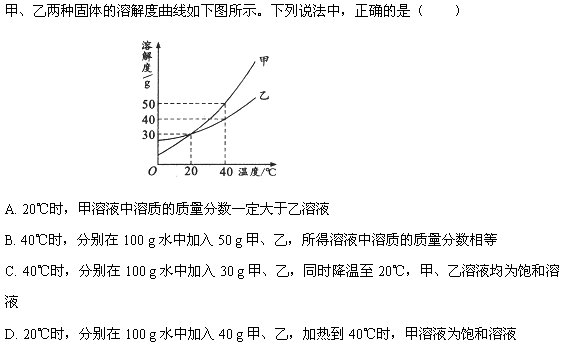 甲、乙两种固体的溶解度曲线如下图所示。下列说法中，正确的是（　　）
溶解度/g
甲
乙
50
40
30
O
20
40
温度/℃
A. 20℃时，甲溶液中溶质的质量分数一定大于乙溶液
B. 40℃时，分别在 100 g 水中加入 50 g 甲、乙，所得溶液中溶质的质量分数相等
C. 40℃时，分别在 100 g 水中加入 30 g 甲、乙，同时降温至 20℃，甲、乙溶液均为饱和溶
液
D. 20℃时，分别在 100 g 水中加入 40 g 甲、乙，加热到 40℃时，甲溶液为饱和溶液